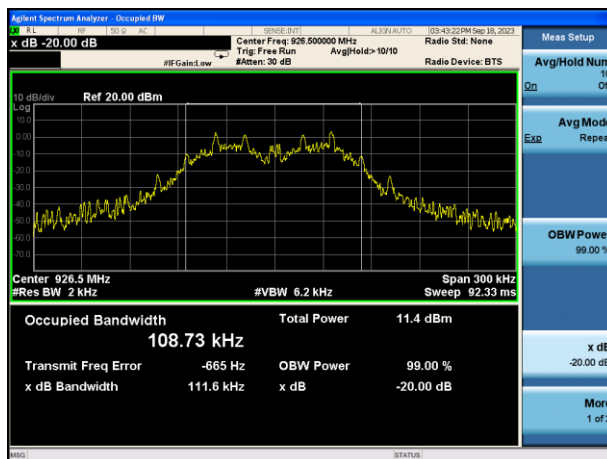 Agilent Spectrum Analyzer - Occupied BW
RL RF 50 Ω AC SENSE:INT ALIGN AUTO 03:43:22 PM Sep 18, 2023
x dB -20.00 dB
Center Freq: 926.500000 MHz
Radio Std: None
Trig: Free Run Avg|Hold:> 10/10
#IFGain:Low #Atten: 30 dB Radio Device: BTS
10 dB/div Ref 20.00 dBm
Log
10.0
0.00
-10.0
-20.0
-30.0
-40.0
-50.0
-60.0
-70.0
Center 926.5 MHz Span 300 kHz
#Res BW 2 kHz #VBW 6.2 kHz Sweep 92.33 ms
Occupied Bandwidth Total Power 11.4 dBm
108.73 kHz
Transmit Freq Error -665 Hz OBW Power 99.00 %
x dB Bandwidth 111.6 kHz x dB -20.00 dB
MSG STATUS
Meas Setup
Avg/Hold Num
10
On Of
Avg Mode
Exp Repea
OBW Power
99.00 %
x dB
-20.00 dB
More
1 of